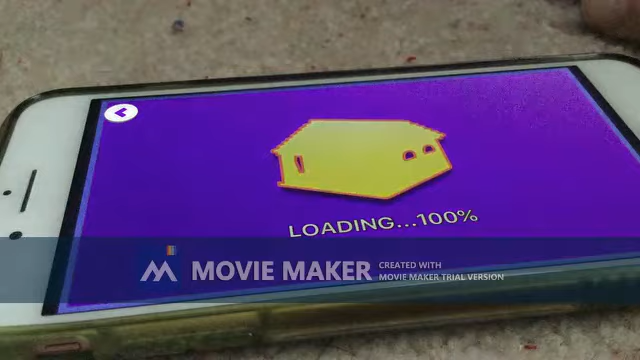 LOADING...100%
MOVIE MAKER
CREATED WITH
MOVIE MAKER TRIAL VERSION